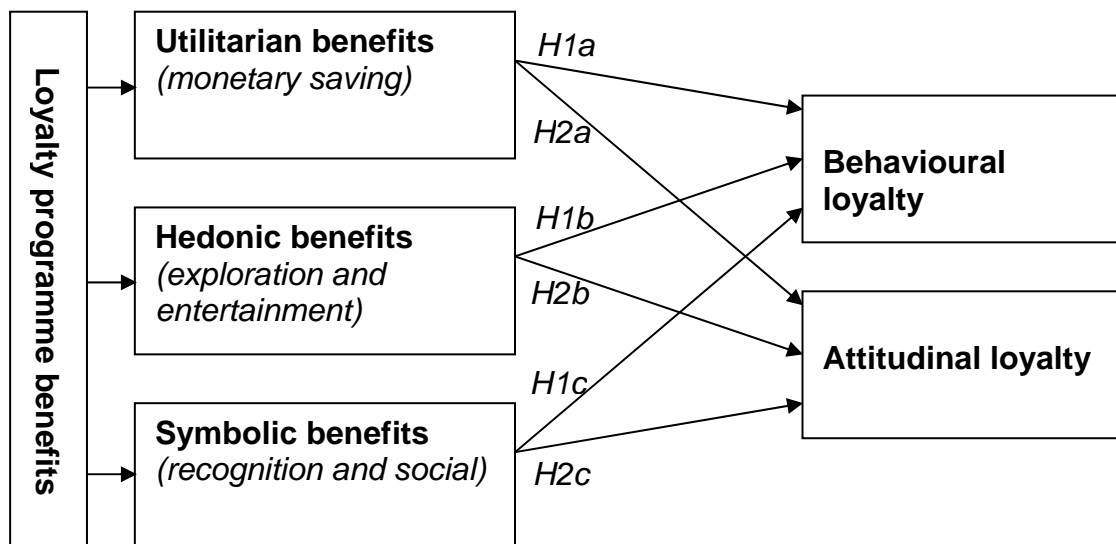 Loyalty programme benefits
Utilitarian benefits
(monetary saving)
Hedonic benefits
(exploration and
entertainment)
Symbolic benefits
(recognition and social)
H1a
H2a
H1b
H2b
H1c
H2c
Behavioural
loyalty
Attitudinal loyalty